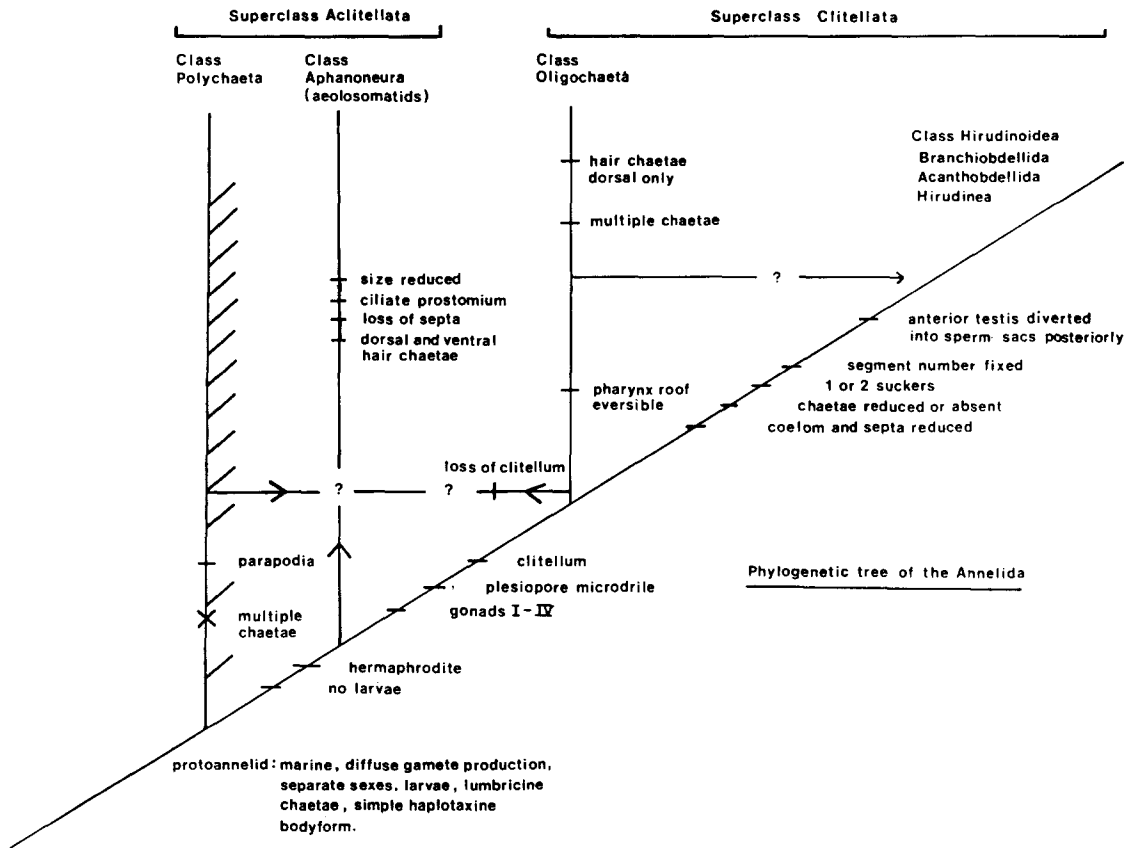 Superclass Aclitellata
Superclass Clitellata
Class
Polychaeta
Class
Aphanoneura
(aeolosomatids)
Class
Oligochaeta
Class Hirudinoidea
Branchiobdellida
Acanthobdellida
Hirudinea
hair chaetae
dorsal only
multiple chaetae
?
size reduced
ciliate prostomium
loss of septa
dorsal and ventral
hair chaetae
anterior testis diverted
into sperm sacs posteriorly
segment number fixed
1 or 2 suckers
chaetae reduced or absent
coelom and septa reduced
pharynx roof
eversible
loss of clitellum
?
?
parapodia
multiple
chaetae
clitellum
plesiopore microdrile
gonads I-IV
hermaphrodite
no larvae
Phylogenetic tree of the Annelida
protoannelid: marine, diffuse gamete production,
separate sexes, larvae, lumbricine
chaetae, simple haplotaxine
bodyform.